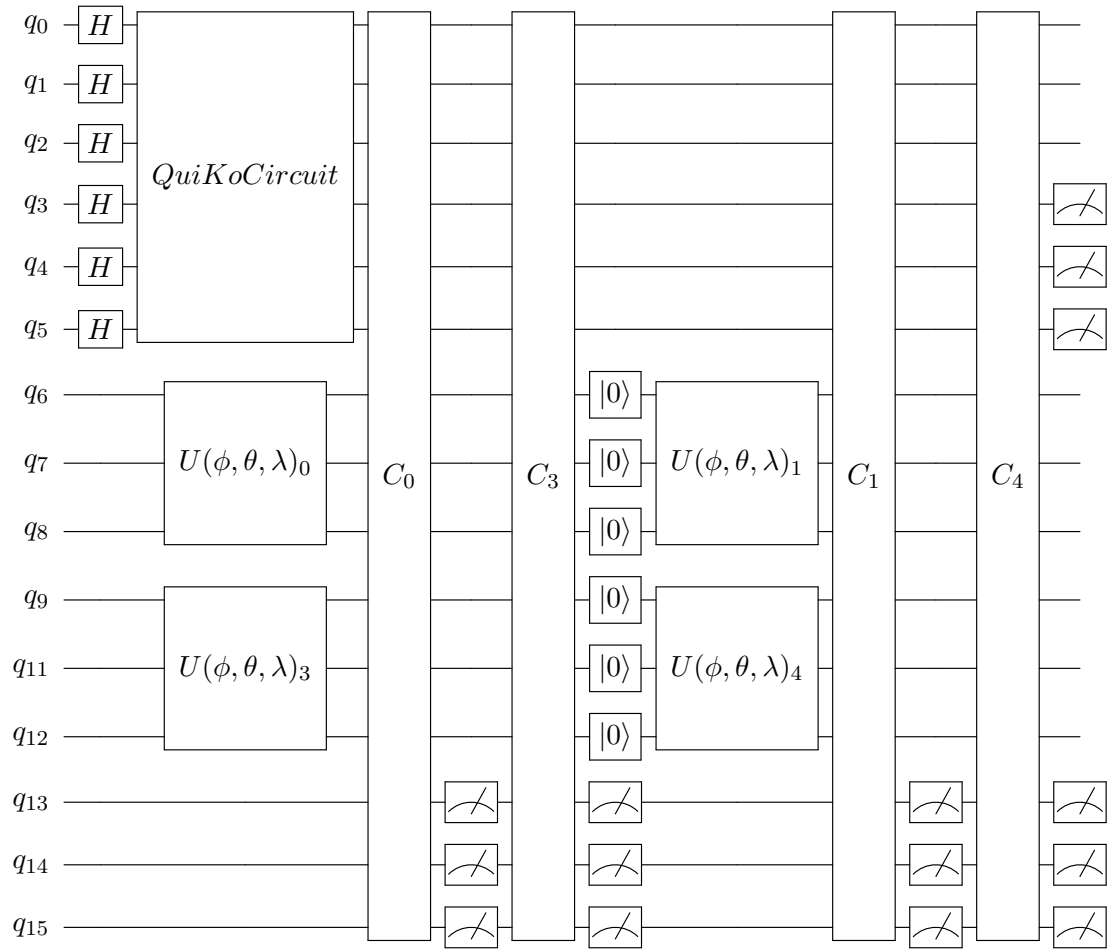 q₀ H
q₁ H
q₂ H
QuiKoCircuit
q₃ H
q₄ H
q₅ H
q₆ |0⟩
q₇ U(ϕ, θ, λ)₀ C₀ C₃ |0⟩ U(ϕ, θ, λ)₁ C₁ C₄
q₈ |0⟩
q₉ |0⟩
q₁₁ U(ϕ, θ, λ)₃ |0⟩ U(ϕ, θ, λ)₄
q₁₂ |0⟩
q₁₃
q₁₄
q₁₅